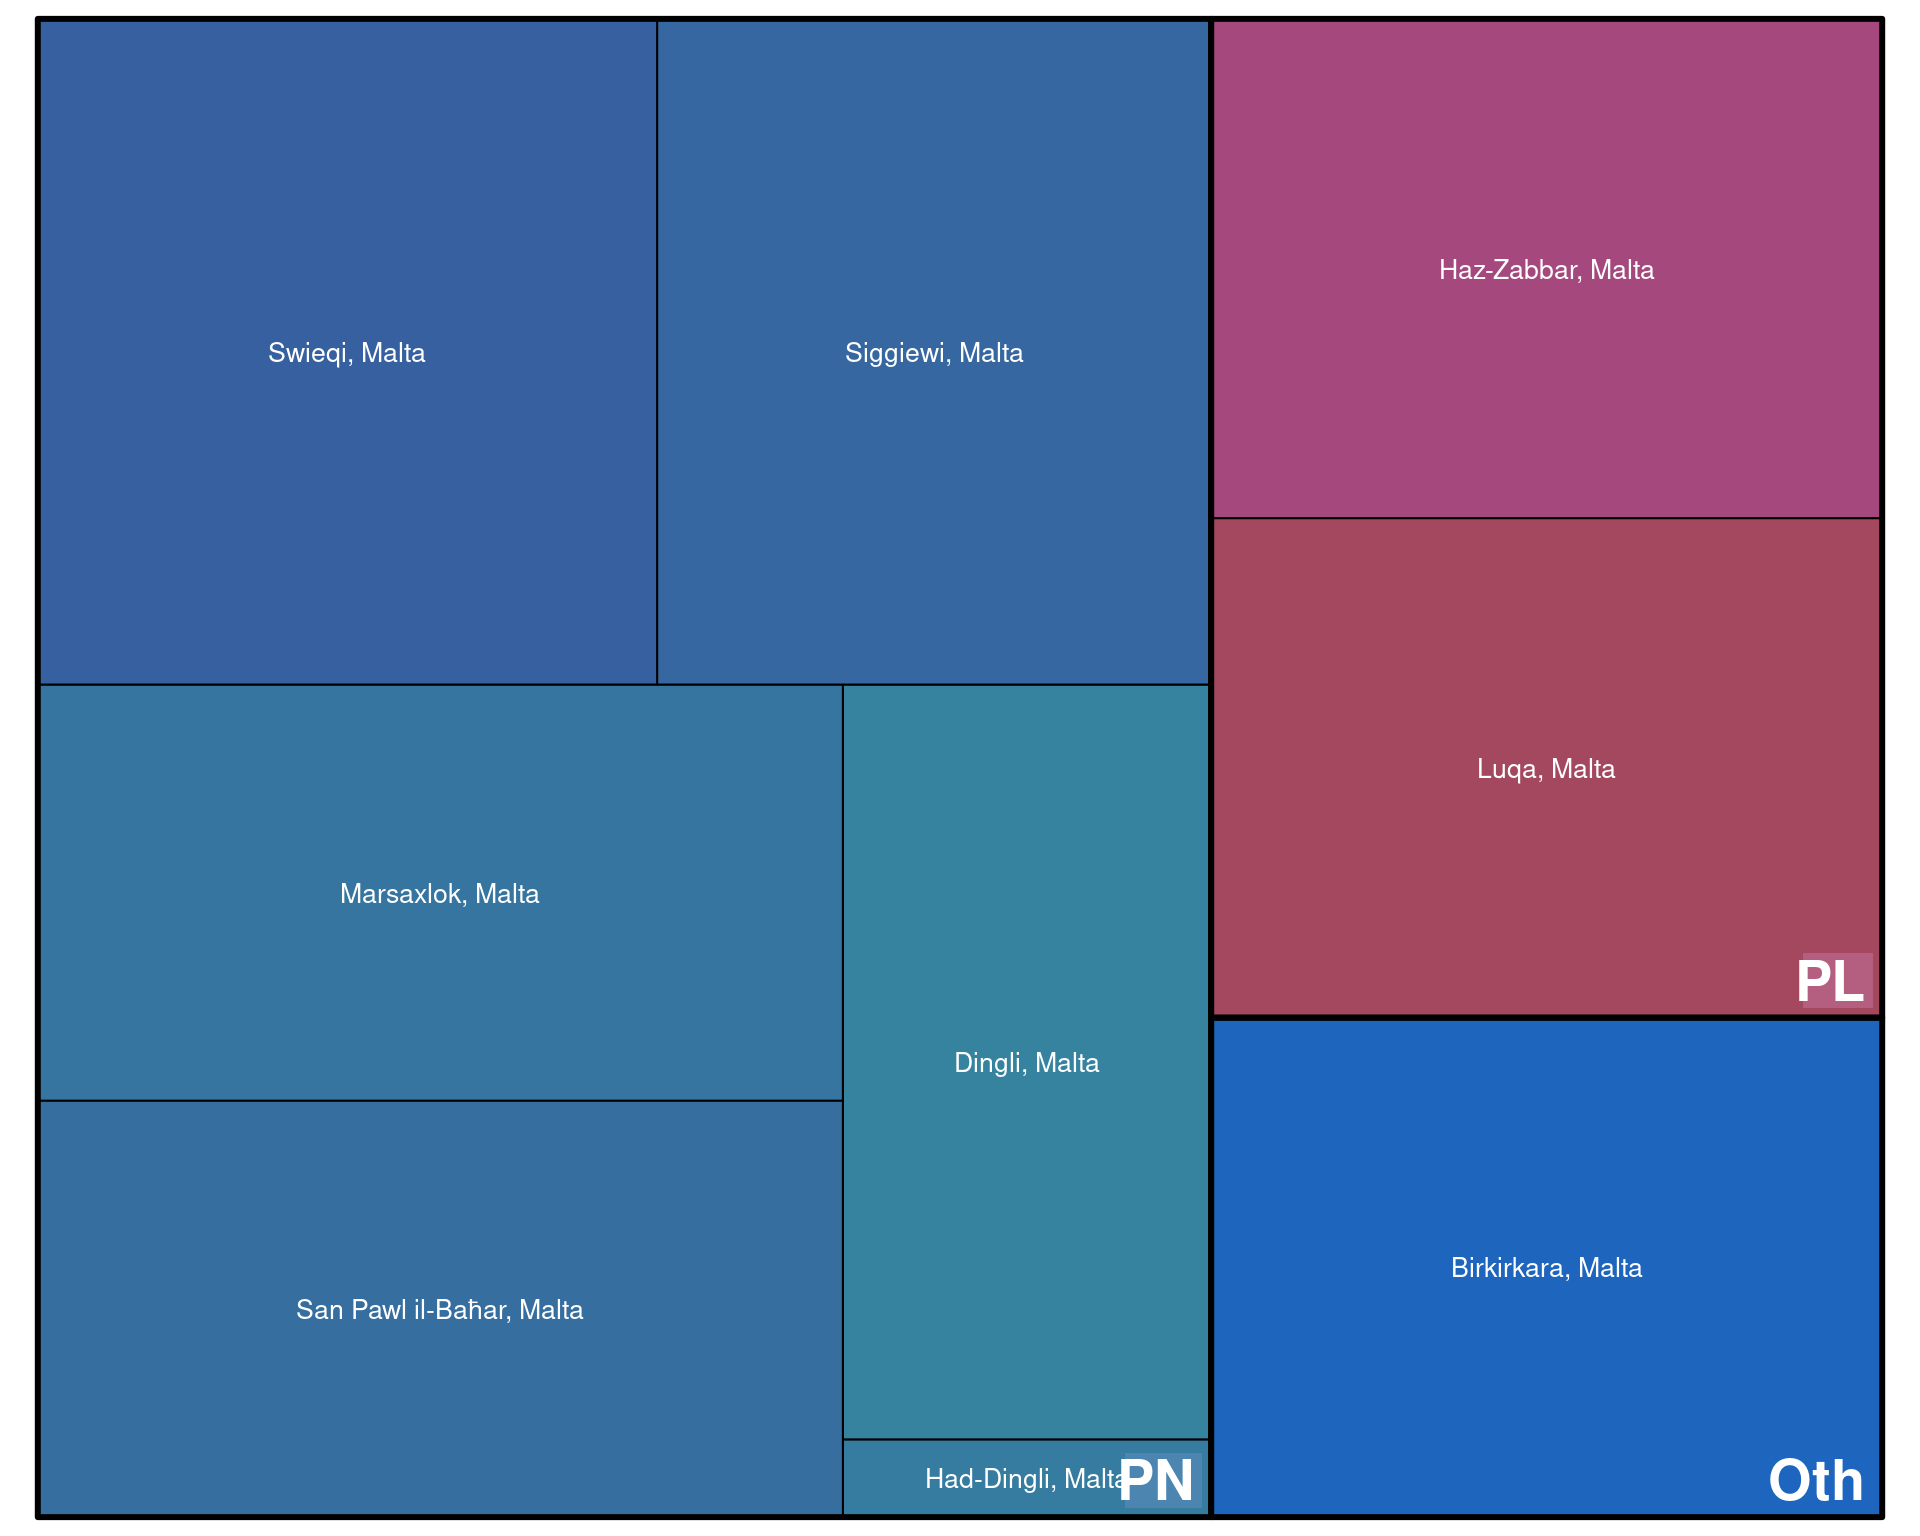 Swieqi, Malta
Siggiewi, Malta
Marsaxlok, Malta
San Pawl il-Baħar, Malta
Dingli, Malta
Had-Dingli, Malta
PN
Haz-Zabbar, Malta
Luqa, Malta
PL
Birkirkara, Malta
Oth